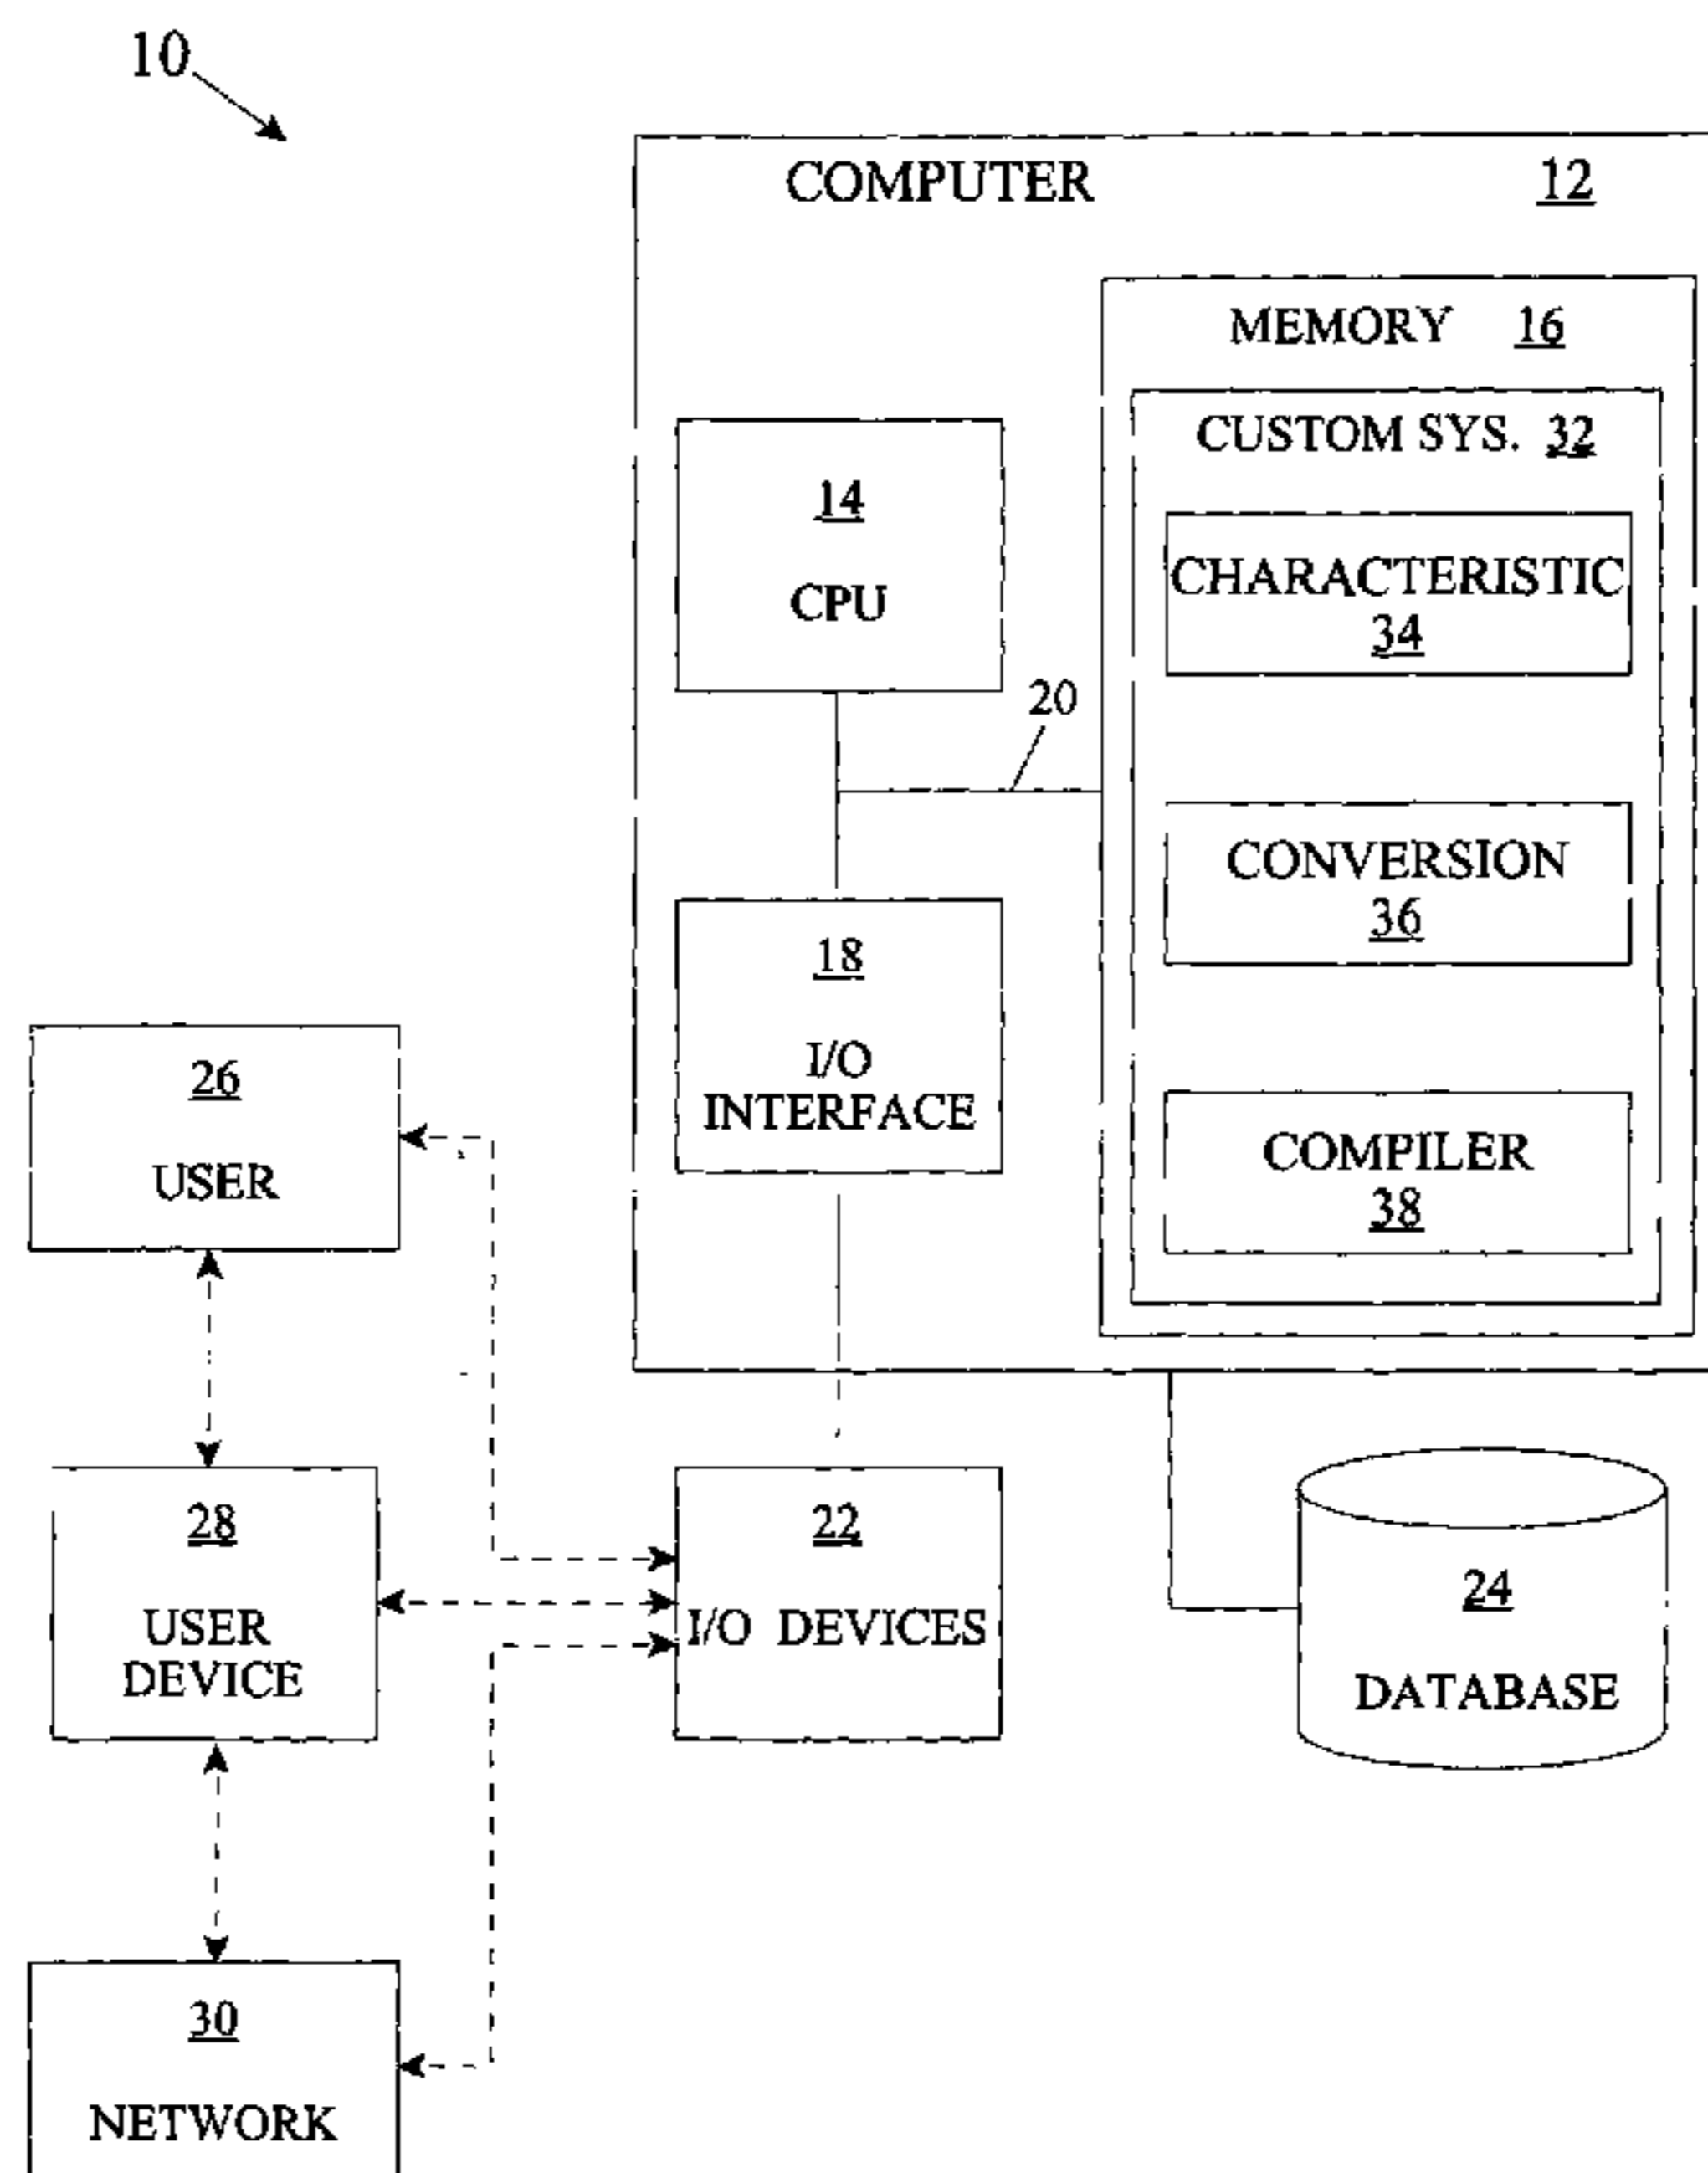 10
COMPUTER 12
MEMORY 16
CUSTOM SYS. 32
14
CPU
CHARACTERISTIC
34
20
CONVERSION
36
18
I/O
INTERFACE
COMPILER
38
26
USER
28
USER
DEVICE
22
I/O DEVICES
24
DATABASE
30
NETWORK